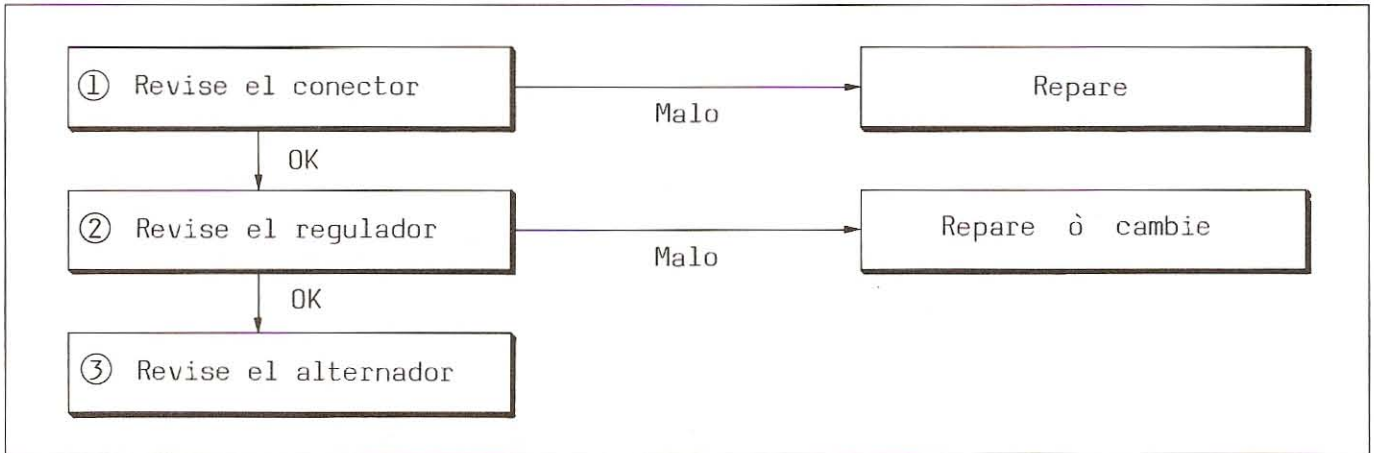 ① Revise el conector
Malo
Repare
OK
② Revise el regulador
Malo
Repare ò cambie
OK
③ Revise el alternador